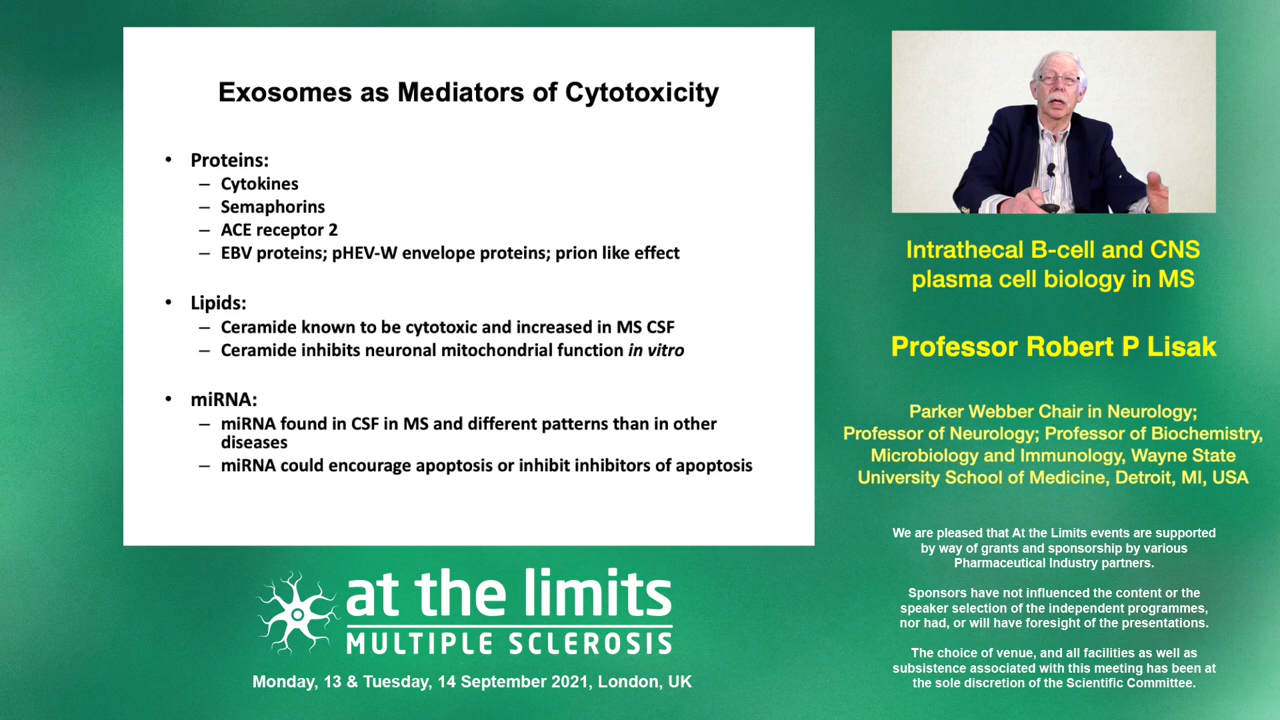 Exosomes as Mediators of Cytotoxicity
• Proteins:
– Cytokines
– Semaphorins
– ACE receptor 2
– EBV proteins; pHEV-W envelope proteins; prion like effect
• Lipids:
– Ceramide known to be cytotoxic and increased in MS CSF
– Ceramide inhibits neuronal mitochondrial function in vitro
• miRNA:
– miRNA found in CSF in MS and different patterns than in other
diseases
– miRNA could encourage apoptosis or inhibit inhibitors of apoptosis
at the limits
MULTIPLE SCLEROSIS
Monday, 13 & Tuesday, 14 September 2021, London, UK
Intrathecal B-cell and CNS
plasma cell biology in MS
Professor Robert P Lisak
Parker Webber Chair in Neurology;
Professor of Neurology; Professor of Biochemistry,
Microbiology and Immunology, Wayne State
University School of Medicine, Detroit, MI, USA
We are pleased that At the Limits events are supported
by way of grants and sponsorship by various
Pharmaceutical Industry partners.
Sponsors have not influenced the content or the
speaker selection of the independent programmes,
nor had, or will have foresight of the presentations.
The choice of venue, and all facilities as well as
subsistence associated with this meeting has been at
the sole discretion of the Scientific Committee.